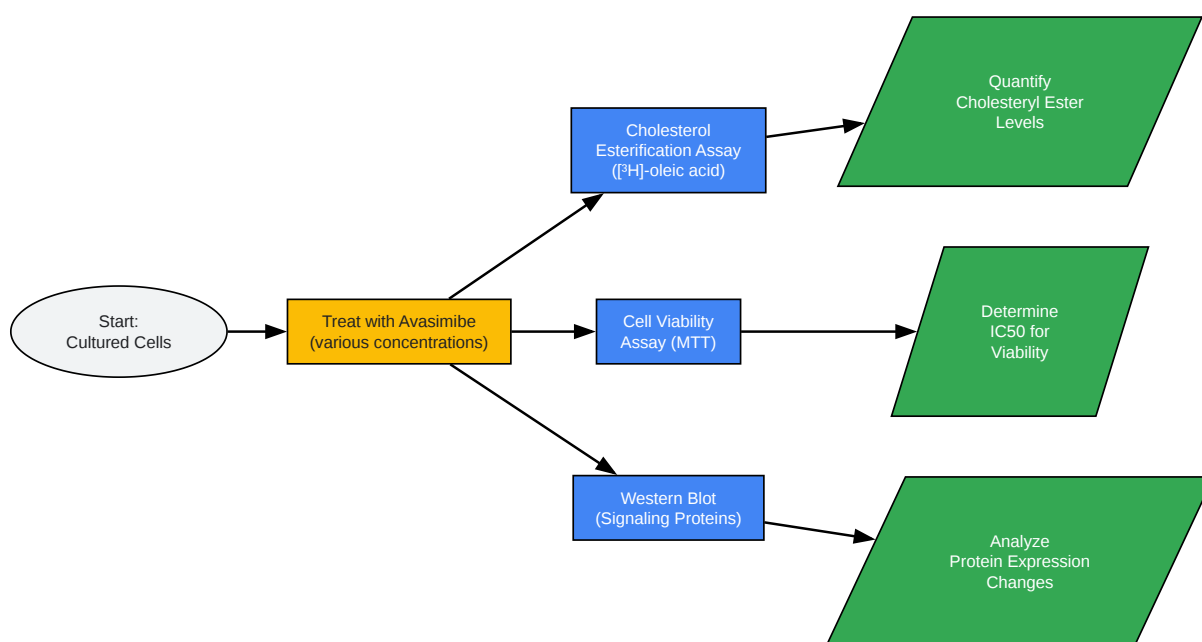 Start:
Cultured Cells
Treat with Avasimibe
(various concentrations)
Cholesterol
Esterification Assay
([³H]-oleic acid)
Quantify
Cholesteryl Ester
Levels
Cell Viability
Assay (MTT)
Determine
IC50 for
Viability
Western Blot
(Signaling Proteins)
Analyze
Protein Expression
Changes